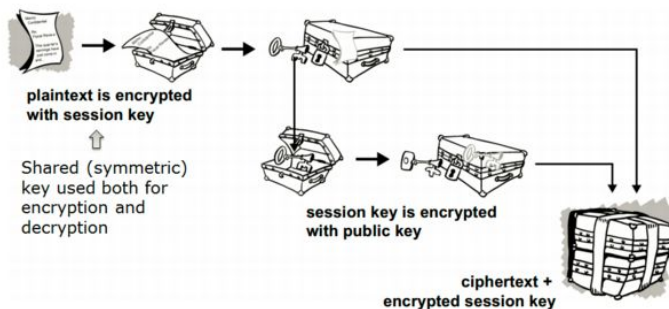 plaintext is encrypted
with session key
Shared (symmetric)
key used both for
encryption and
decryption
session key is encrypted
with public key
ciphertext +
encrypted session key